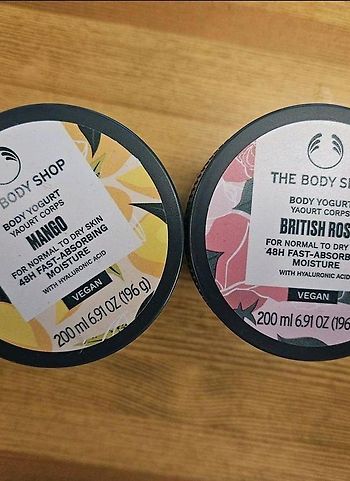 BODY SHOP
BODY YOGURT
YAOURT CORPS
MANGO
FOR NORMAL TO DRY SKIN
48H FAST-ABSORBING
MOISTURE
WITH HYALURONIC ACID
VEGAN
200 ml 6.91 OZ (196 g)
THE BODY S
BODY YOGURT
YAOURT CORPS
BRITISH ROS
FOR NORMAL TO DRY
48H FAST-ABSORB
MOISTURE
WITH HYALURONIC ACID
VEGAN
200 ml 6.91 OZ (196